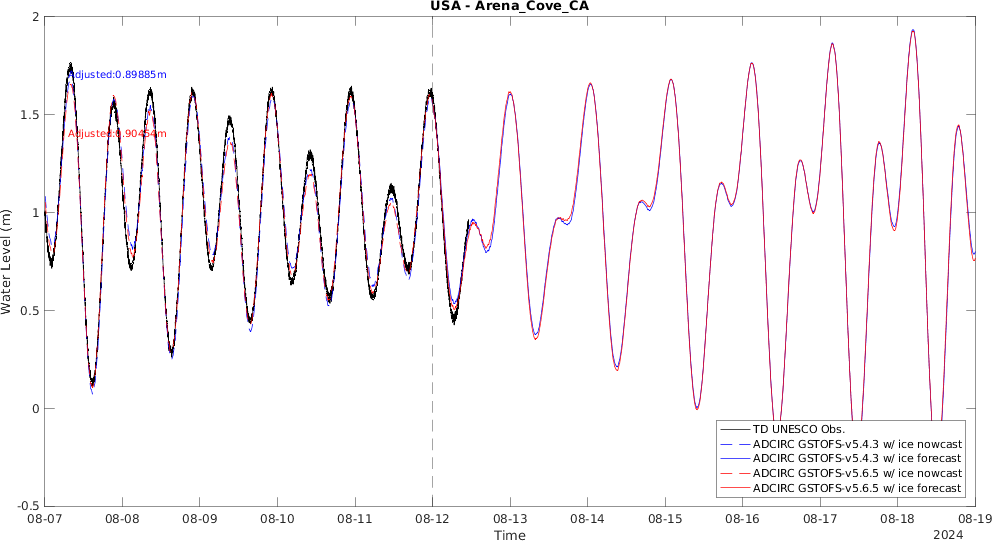 USA - Arena_Cove_CA
2
Adjusted:0.89885m
1.5
Adjusted:0.90454m
1
Water Level (m)
0.5
0
-0.5
TD UNESCO Obs.
ADCIRC GSTOFS-v5.4.3 w/ ice nowcast
ADCIRC GSTOFS-v5.4.3 w/ ice forecast
ADCIRC GSTOFS-v5.6.5 w/ ice nowcast
ADCIRC GSTOFS-v5.6.5 w/ ice forecast
08-07 08-08 08-09 08-10 08-11 08-12 08-13 08-14 08-15 08-16 08-17 08-18 08-19
Time
2024